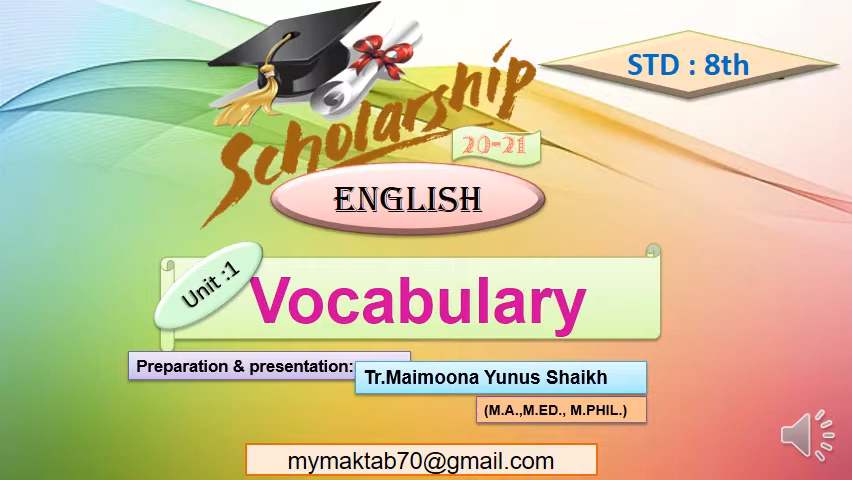 Scholarship
STD : 8th
20-21
ENGLISH
Unit :1
Vocabulary
Preparation & presentation:
Tr.Maimoona Yunus Shaikh
(M.A.,M.ED., M.PHIL.)
mymaktab70@gmail.com